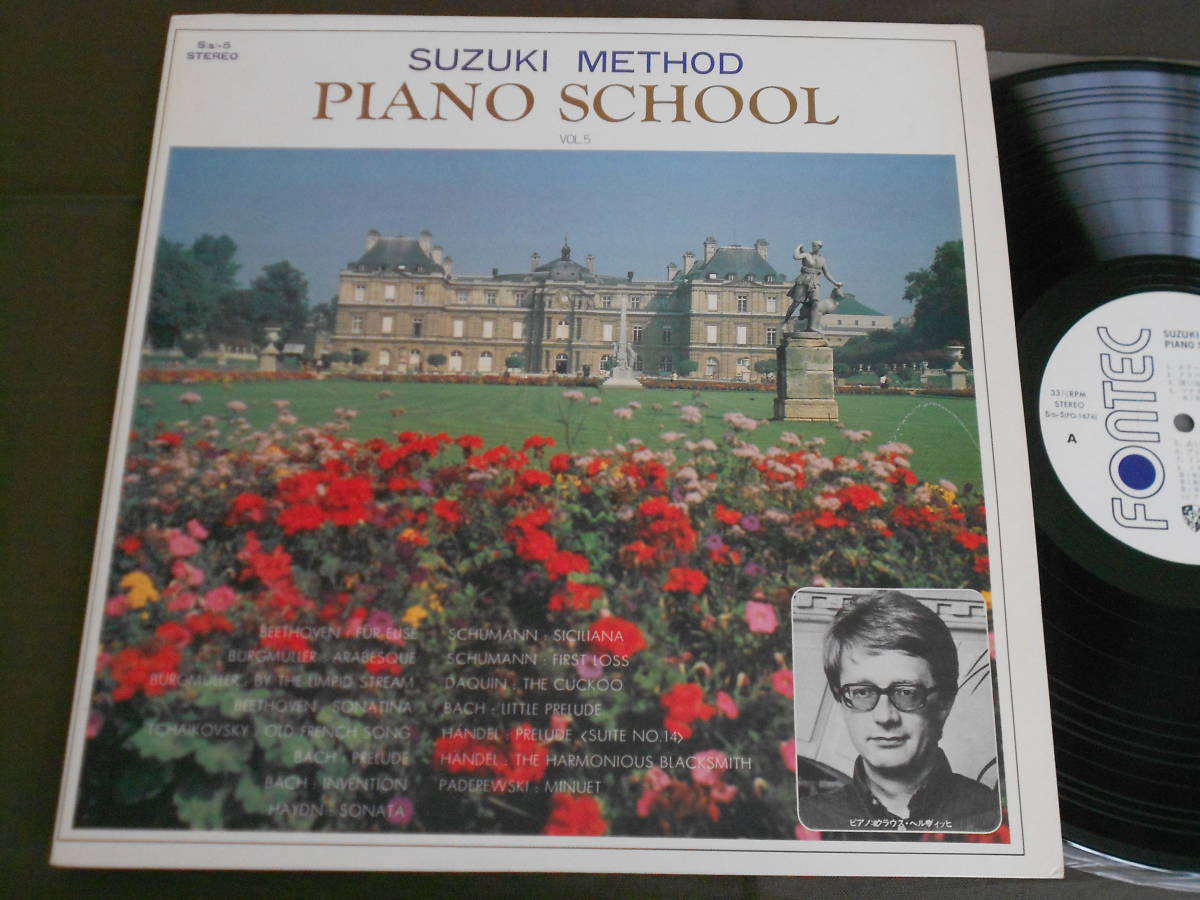 S(s)-5
STEREO
SUZUKI METHOD
PIANO SCHOOL
VOL.5
BEETHOVEN : FÜR ELISE
BURGMÜLLER : ARABESQUE
BURGMÜLLER : BY THE LIMPID STREAM
BEETHOVEN : SONATINA
TCHAIKOVSKY : OLD FRENCH SONG
BACH : PRELUDE
BACH : INVENTION
HAYDN : SONATA
SCHUMANN : SICILIANA
SCHUMANN : FIRST LOSS
DAQUIN : THE CUCKOO
BACH : LITTLE PRELUDE
HÄNDEL : PRELUDE <SUITE NO.14>
HÄNDEL : THE HARMONIOUS BLACKSMITH
PADEREWSKI : MINUET
ピアノ:クラウス・ヘルヴィッヒ
FONTEC
SUZUKI
PIANO S
33⅓RPM
STEREO
A